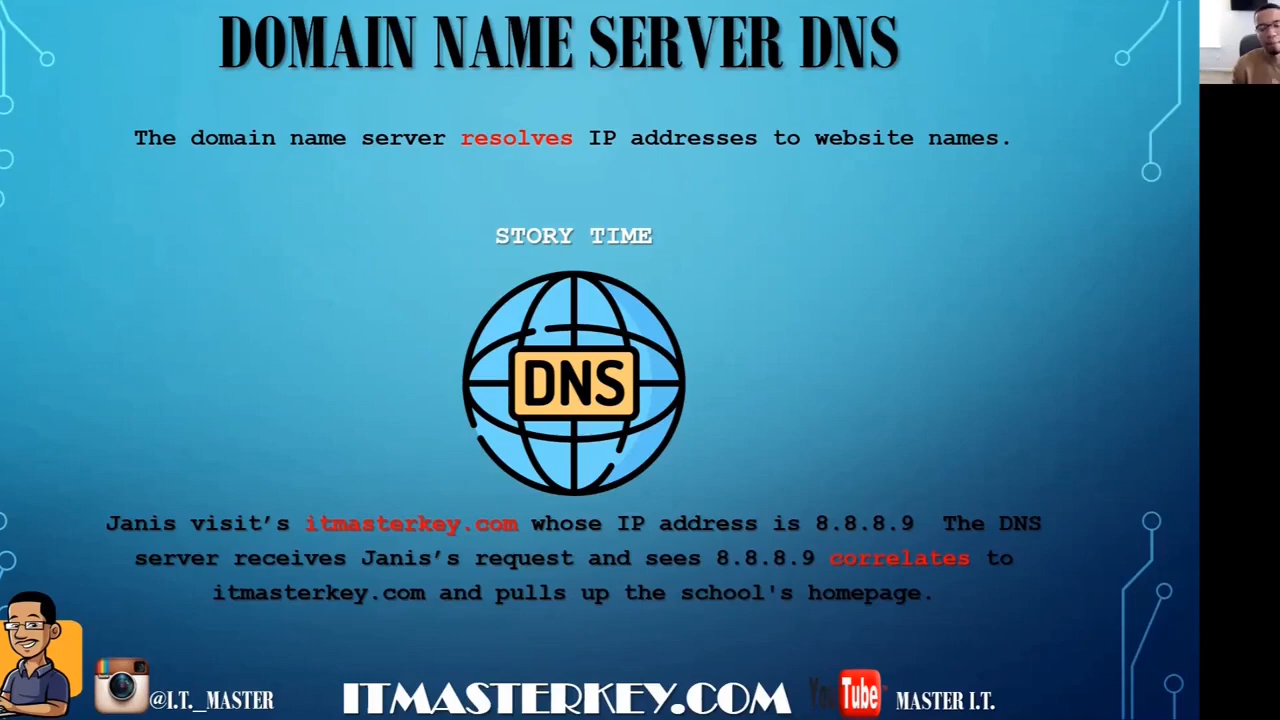 DOMAIN NAME SERVER DNS
The domain name server resolves IP addresses to website names.
STORY TIME
DNS
Janis visit's itmasterkey.com whose IP address is 8.8.8.9 The DNS
server receives Janis's request and sees 8.8.8.9 correlates to
itmasterkey.com and pulls up the school's homepage.
@I.T._MASTER
ITMASTERKEY.COM
YouTube
MASTER I.T.